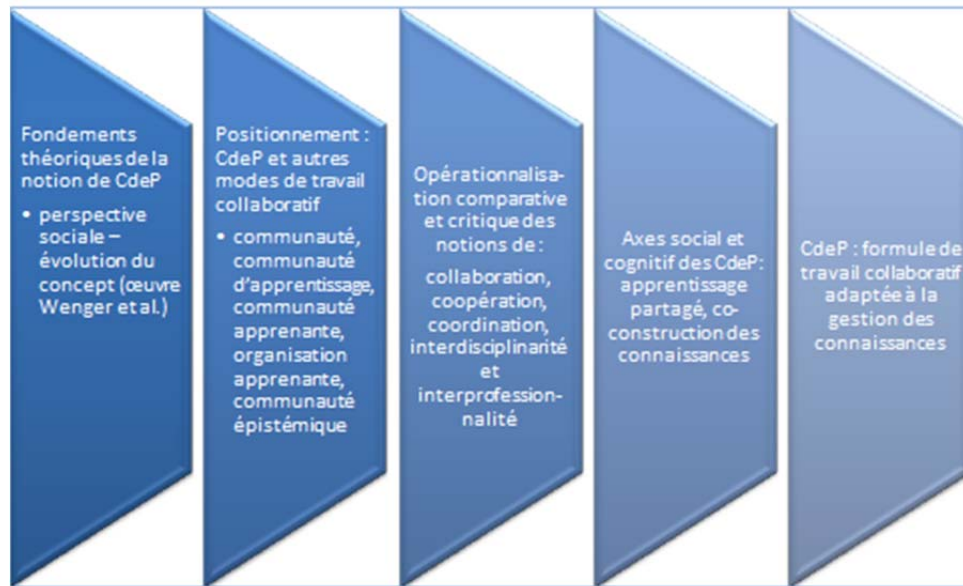 Fondements
théoriques de la
notion de CdeP
• perspective
sociale –
évolution du
concept (œuvre
Wenger et al.)
Positionnement :
CdeP et autres
modes de travail
collaboratif
• communauté,
communauté
d'apprentissage,
communauté
apprenante,
organisation
apprenante,
communauté
épistémique
Opérationnalisa-
tion comparative
et critique des
notions de :
collaboration,
coopération,
coordination,
interdisciplinarité
et
interprofession-
nalité
Axes social et
cognitif des CdeP:
apprentissage
partagé, co-
construction des
connaissances
CdeP : formule de
travail collaboratif
adaptée à la
gestion des
connaissances